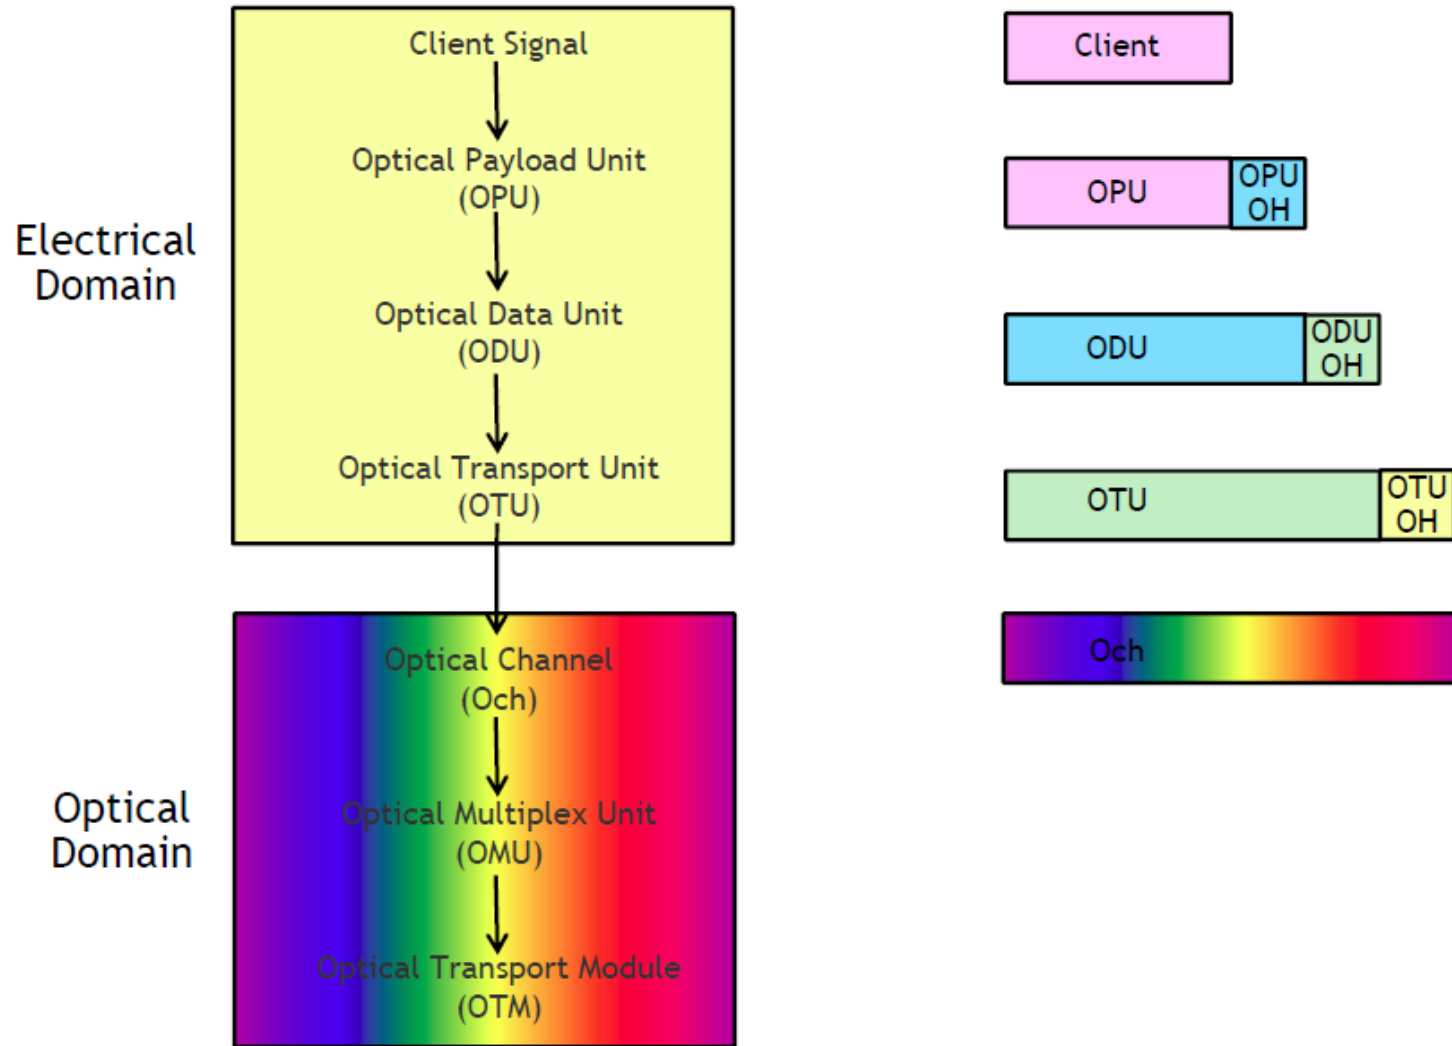 Client Signal
Optical Payload Unit
(OPU)
Optical Data Unit
(ODU)
Optical Transport Unit
(OTU)
Electrical
Domain
Optical Channel
(Och)
Optical Multiplex Unit
(OMU)
Optical Transport Module
(OTM)
Optical
Domain
Client
OPU
OPU
OH
ODU
ODU
OH
OTU
OTU
OH
Och